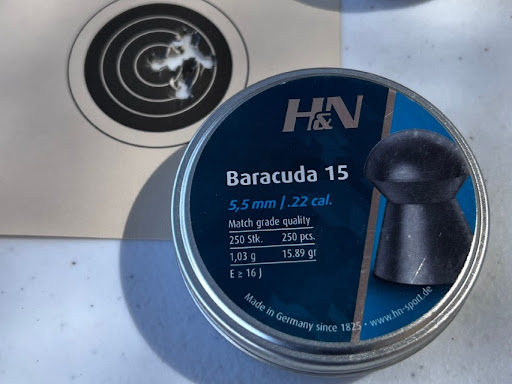 H&N
Baracuda 15
5,5 mm / .22 cal.
Match grade quality
250 Stk. 250 pcs.
1,03 g 15.89 gr
E ≥ 16 J
Made in Germany since 1825 • www.hn-sport.de